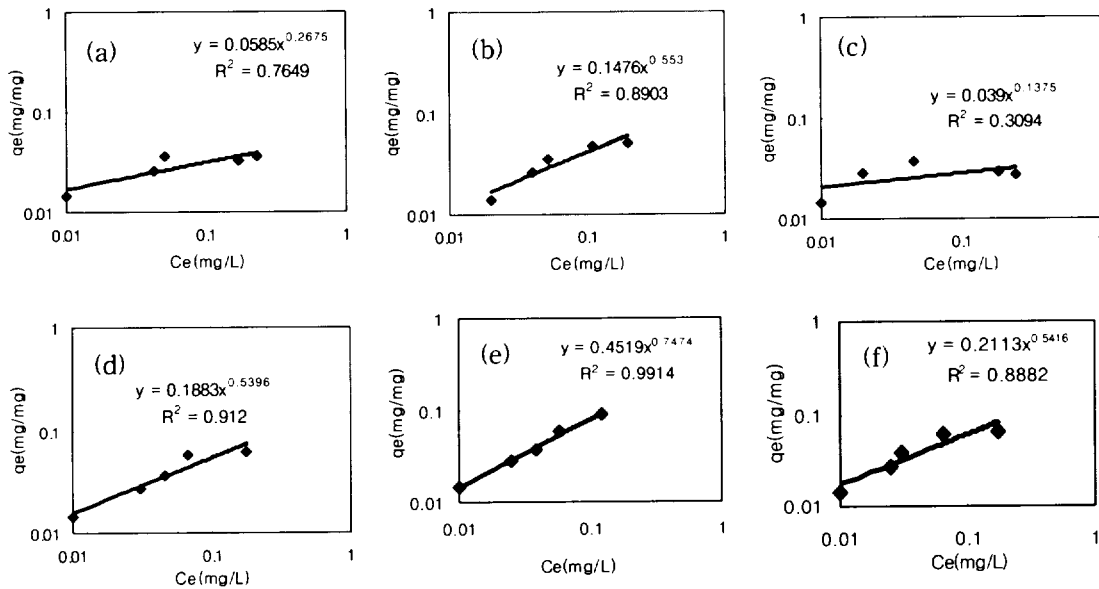 (a)
y = 0.0585x^0.2675
R² = 0.7649
qe(mg/mg)
1
0.1
0.01
0.01 0.1 1
Ce(mg/L)
(b)
y = 0.1476x^0.553
R² = 0.8903
qe(mg/mg)
1
0.1
0.01
0.01 0.1 1
Ce(mg/L)
(c)
y = 0.039x^0.1375
R² = 0.3094
qe(mg/mg)
1
0.1
0.01
0.01 0.1 1
Ce(mg/L)
(d)
y = 0.1883x^0.5396
R² = 0.912
qe(mg/mg)
1
0.1
0.01
0.01 0.1 1
Ce(mg/L)
(e)
y = 0.4519x^0.7474
R² = 0.9914
qe(mg/mg)
1
0.1
0.01
0.01 0.1 1
Ce(mg/L)
(f)
y = 0.2113x^0.5416
R² = 0.8882
qe(mg/mg)
1
0.1
0.01
0.01 0.1 1
Ce(mg/L)